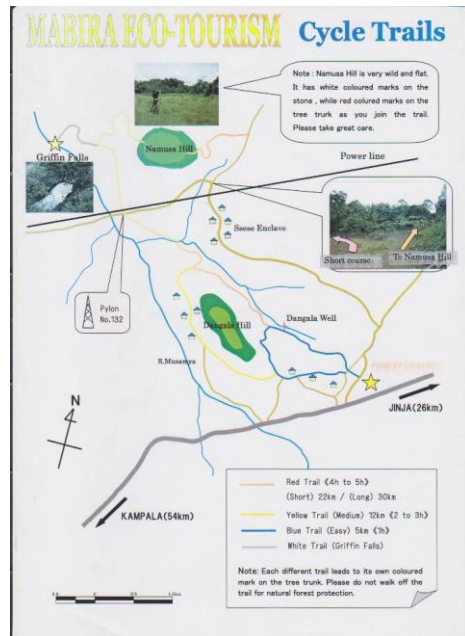 MABIRA ECO-TOURISM Cycle Trails
Note : Namusa Hill is very wild and flat.
It has white coloured marks on the
stone , while red colured marks on the
tree trurk as you join the trail.
Please take great care.
Griffin Falls
Namusa Hill
Power line
Ssese Enclave
Short course
To Namusa Hill
Pylon
No.132
Dangala Hill
Dangala Well
R.Musamya
FOREST CENTRE
N
JINJA(26km)
KAMPALA(54km)
Red Trail《4h to 5h》
(Short) 22km / (Long) 30km
Yellow Trail (Medium) 12km《2 to 3h》
Blue Trail (Easy) 5km《1h》
White Trail (Griffin Falls)
Note: Each different trail leads to its own coloured
mark on the tree trunk. Please do not walk off the
trail for natural forest protection.